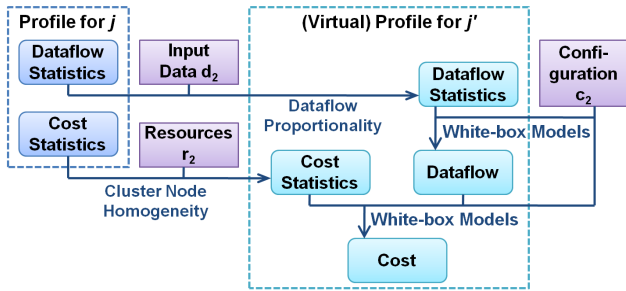 Profile for j
(Virtual) Profile for j′
Dataflow
Statistics
Input
Data d2
Dataflow
Statistics
Confi-
guration
c2
Dataflow
Proportionality
Cost
Statistics
Resources
r2
White-box Models
Cost
Statistics
Dataflow
Cluster Node
Homogeneity
White-box Models
Cost